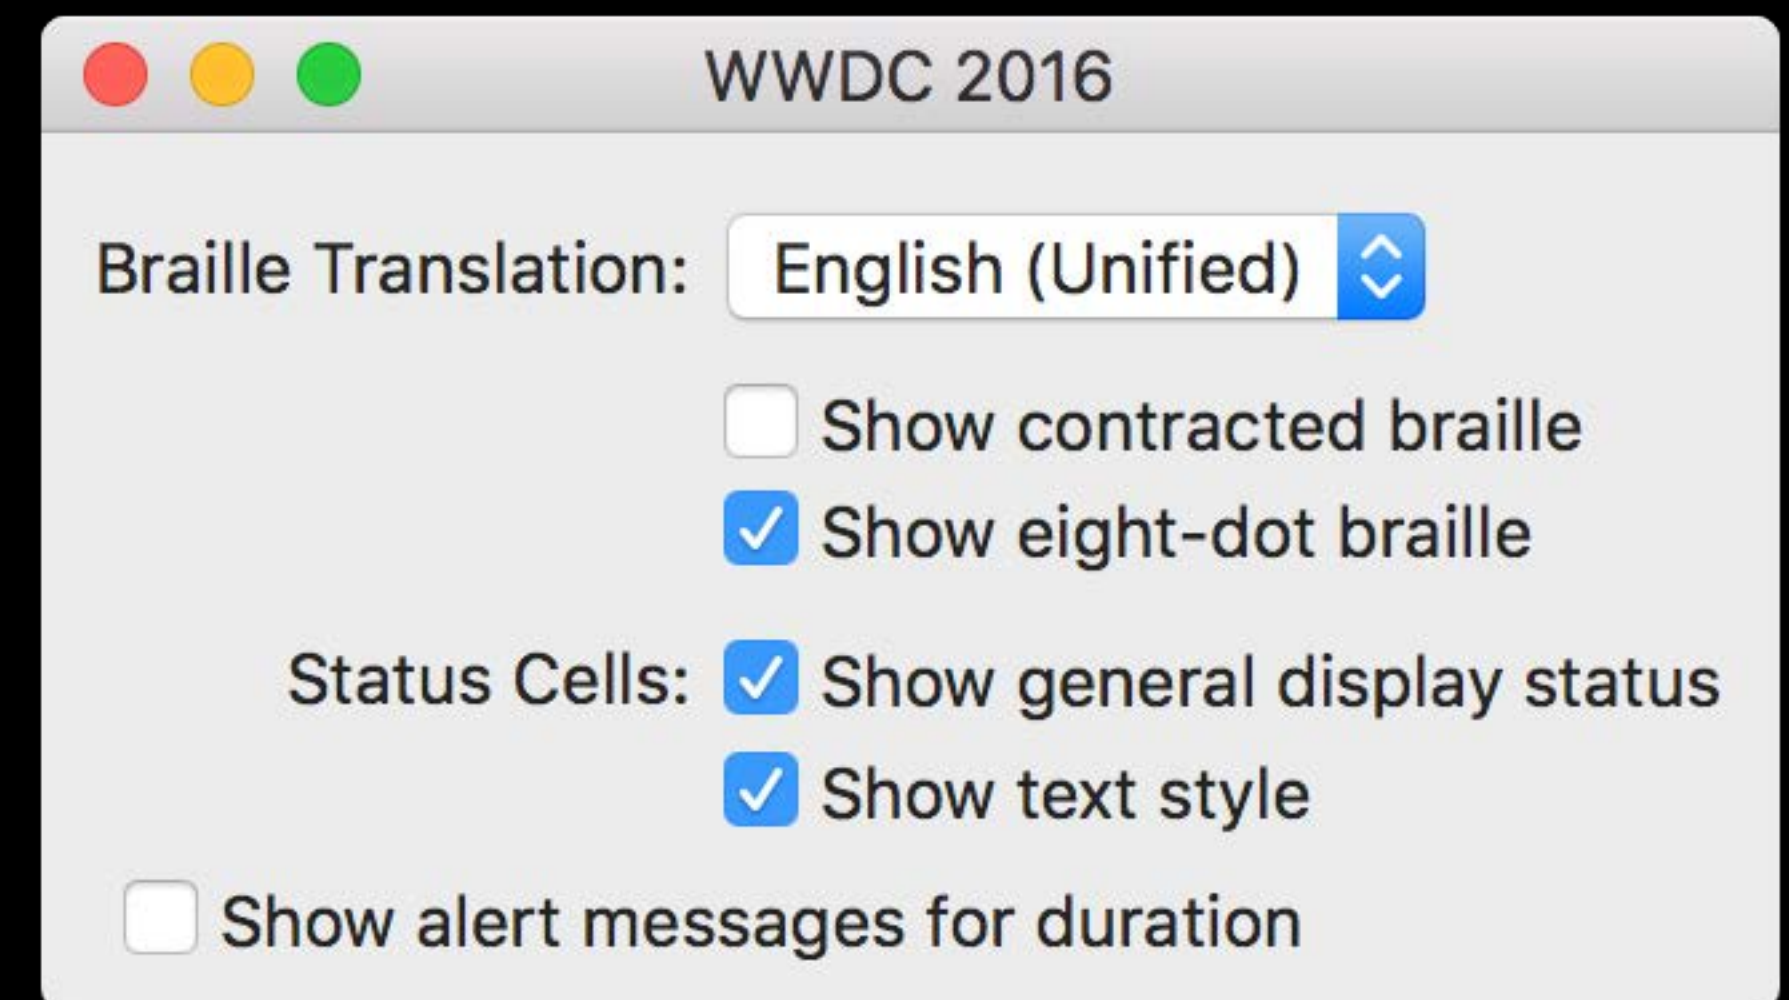 WWDC 2016
Braille Translation: English (Unified)
Show contracted braille
Show eight-dot braille
Status Cells: Show general display status
Show text style
Show alert messages for duration